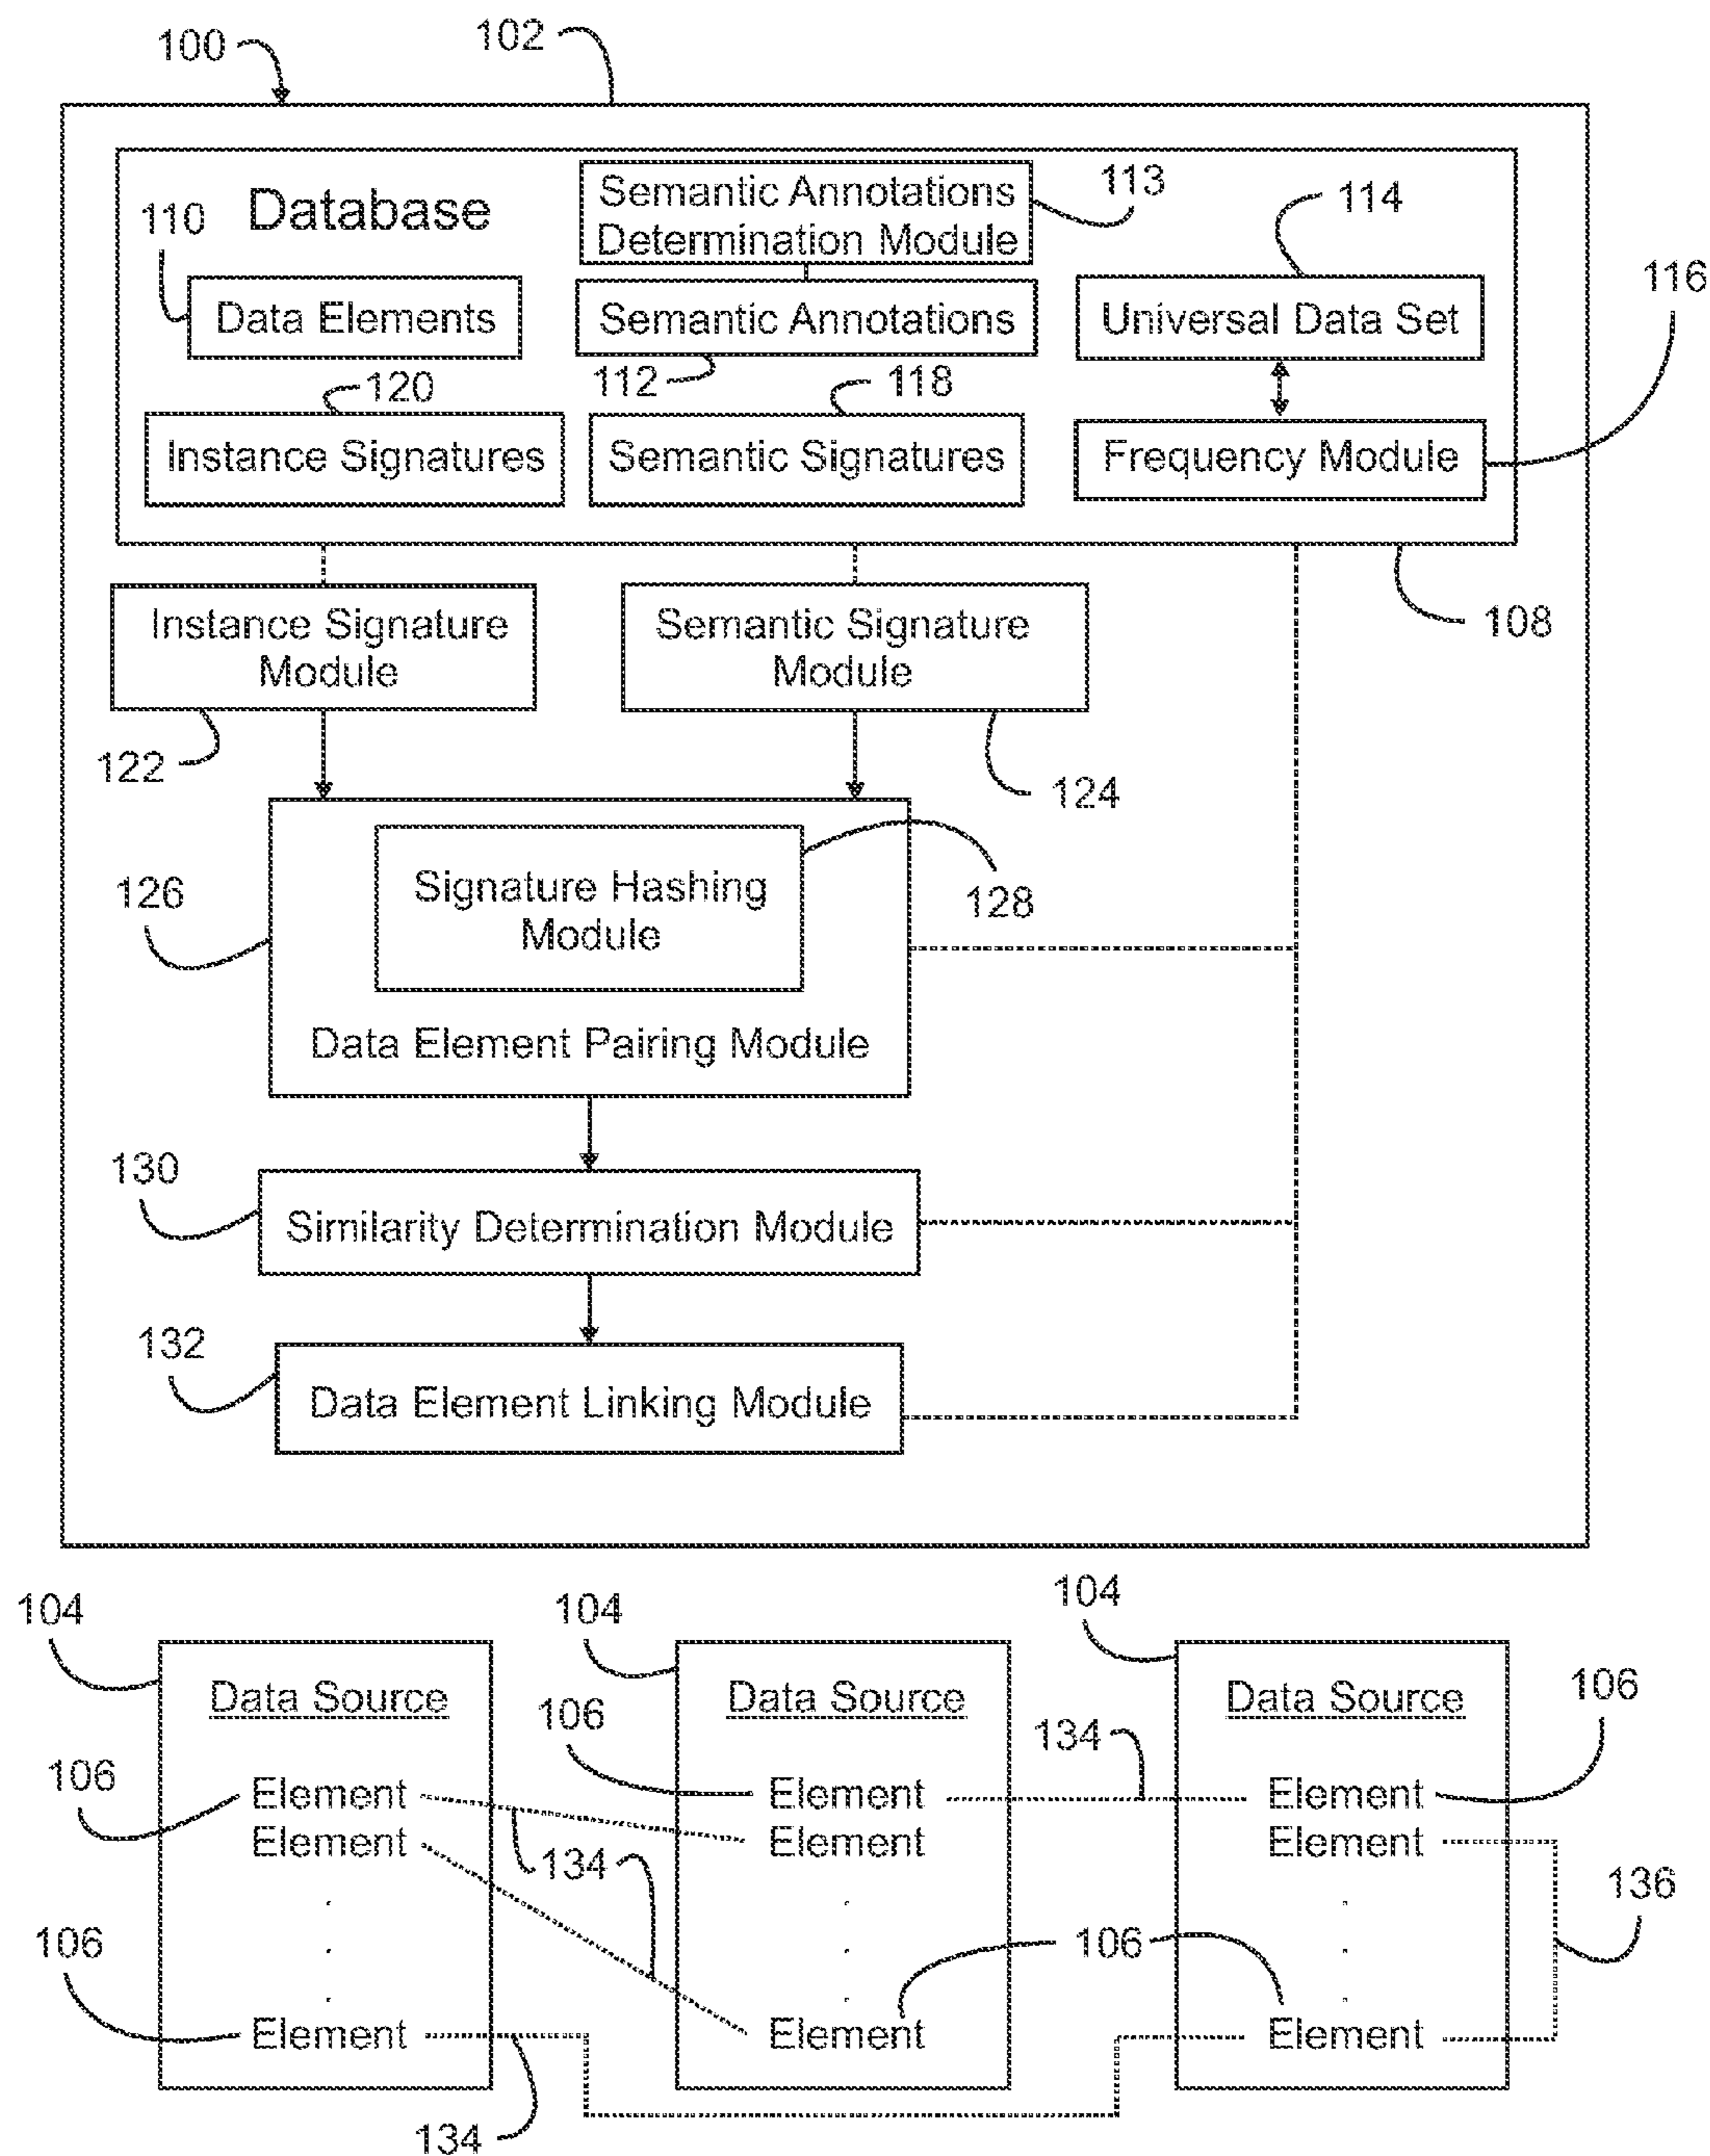 100
102
Database
Semantic Annotations
Determination Module
113
110
114
116
Data Elements
Semantic Annotations
Universal Data Set
120
112
118
Instance Signatures
Semantic Signatures
Frequency Module
Instance Signature
Module
Semantic Signature
Module
108
122
124
126
Signature Hashing
Module
128
Data Element Pairing Module
130
Similarity Determination Module
132
Data Element Linking Module
104
104
104
Data Source
Data Source
Data Source
106
106
134
106
Element
Element
Element
Element
Element
Element
134
136
106
106
Element
Element
Element
134